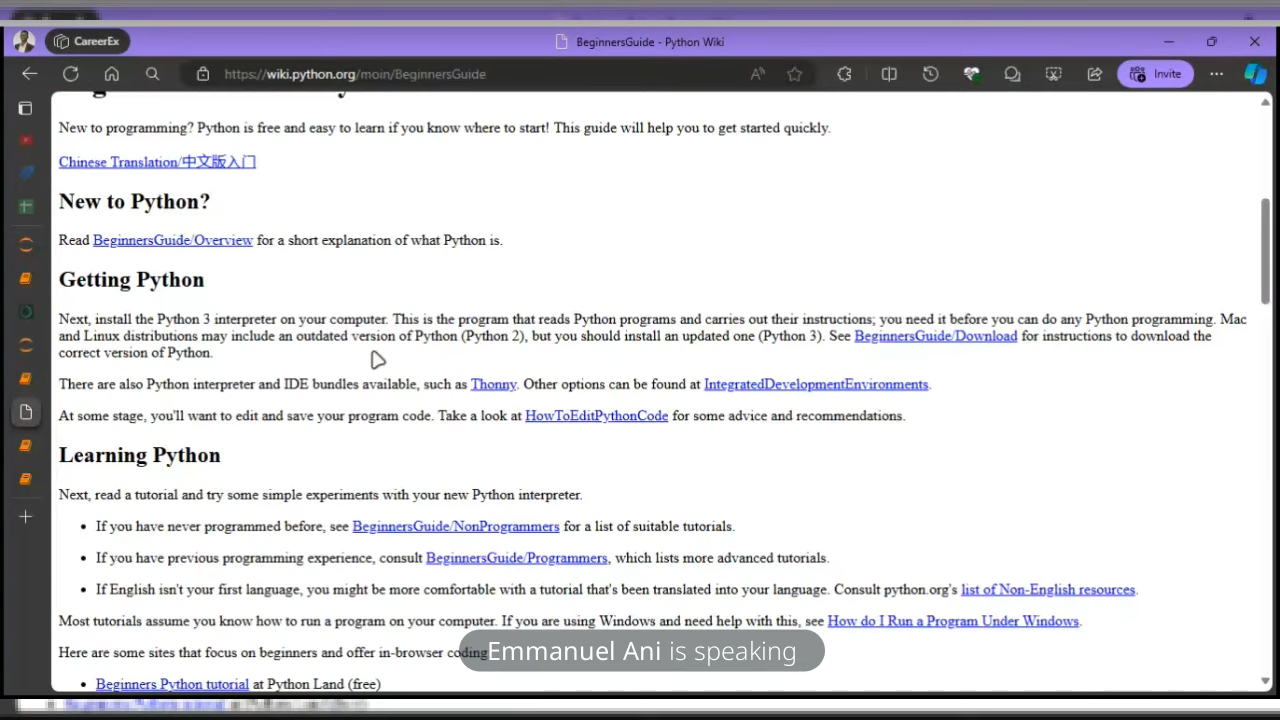 CareerEx
BeginnersGuide - Python Wiki
https://wiki.python.org/moin/BeginnersGuide
Invite
New to programming? Python is free and easy to learn if you know where to start! This guide will help you to get started quickly.
Chinese Translation/中文版入门
New to Python?
Read BeginnersGuide/Overview for a short explanation of what Python is.
Getting Python
Next, install the Python 3 interpreter on your computer. This is the program that reads Python programs and carries out their instructions; you need it before you can do any Python programming. Mac
and Linux distributions may include an outdated version of Python (Python 2), but you should install an updated one (Python 3). See BeginnersGuide/Download for instructions to download the
correct version of Python.
There are also Python interpreter and IDE bundles available, such as Thonny. Other options can be found at IntegratedDevelopmentEnvironments.
At some stage, you'll want to edit and save your program code. Take a look at HowToEditPythonCode for some advice and recommendations.
Learning Python
Next, read a tutorial and try some simple experiments with your new Python interpreter.
• If you have never programmed before, see BeginnersGuide/NonProgrammers for a list of suitable tutorials.
• If you have previous programming experience, consult BeginnersGuide/Programmers, which lists more advanced tutorials.
• If English isn't your first language, you might be more comfortable with a tutorial that's been translated into your language. Consult python.org's list of Non-English resources.
Most tutorials assume you know how to run a program on your computer. If you are using Windows and need help with this, see How do I Run a Program Under Windows.
Here are some sites that focus on beginners and offer in-browser coding
Emmanuel Ani is speaking
• Beginners Python tutorial at Python Land (free)